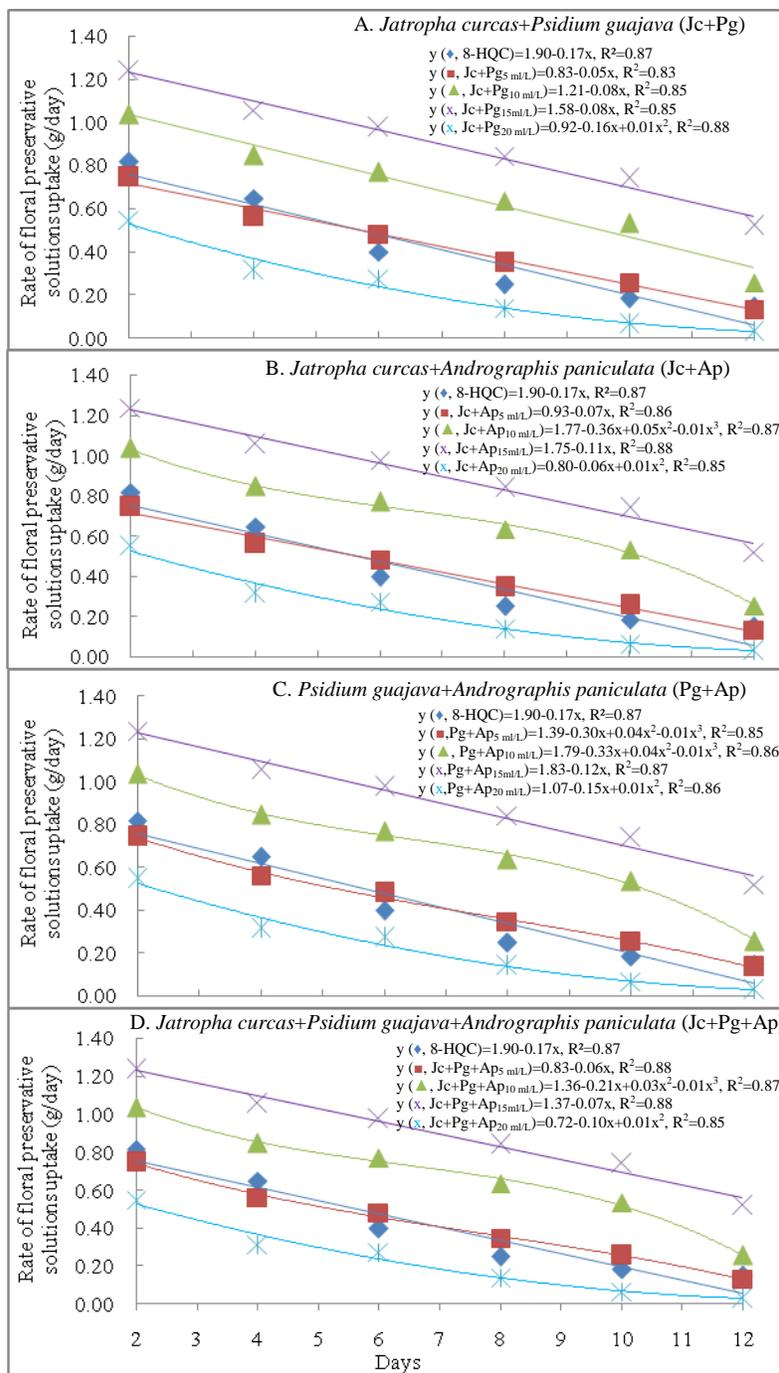 A. Jatropha curcas+Psidium guajava (Jc+Pg)
y (♦, 8-HQC)=1.90-0.17x, R²=0.87
y (■, Jc+Pg5 ml/L)=0.83-0.05x, R²=0.83
y (▲, Jc+Pg10 ml/L)=1.21-0.08x, R²=0.85
y (x, Jc+Pg15ml/L)=1.58-0.08x, R²=0.85
y (x, Jc+Pg20 ml/L)=0.92-0.16x+0.01x², R²=0.88
Rate of floral preservative
solutions uptake (g/day)
1.40
1.20
1.00
0.80
0.60
0.40
0.20
0.00
B. Jatropha curcas+Andrographis paniculata (Jc+Ap)
y (♦, 8-HQC)=1.90-0.17x, R²=0.87
y (■, Jc+Ap5 ml/L)=0.93-0.07x, R²=0.86
y (▲, Jc+Ap10 ml/L)=1.77-0.36x+0.05x²-0.01x³, R²=0.87
y (x, Jc+Ap15ml/L)=1.75-0.11x, R²=0.88
y (x, Jc+Ap20 ml/L)=0.80-0.06x+0.01x², R²=0.85
Rate of floral preservative
solutions uptake (g/day)
1.40
1.20
1.00
0.80
0.60
0.40
0.20
0.00
C. Psidium guajava+Andrographis paniculata (Pg+Ap)
y (♦, 8-HQC)=1.90-0.17x, R²=0.87
y (■,Pg+Ap5 ml/L)=1.39-0.30x+0.04x²-0.01x³, R²=0.85
y (▲, Pg+Ap10 ml/L)=1.79-0.33x+0.04x²-0.01x³, R²=0.86
y (x,Pg+Ap15ml/L)=1.83-0.12x, R²=0.87
y (x,Pg+Ap20 ml/L)=1.07-0.15x+0.01x², R²=0.86
Rate of floral preservative
solutions uptake (g/day)
1.40
1.20
1.00
0.80
0.60
0.40
0.20
0.00
D. Jatropha curcas+Psidium guajava+Andrographis paniculata (Jc+Pg+Ap
y (♦, 8-HQC)=1.90-0.17x, R²=0.87
y (■, Jc+Pg+Ap5 ml/L)=0.83-0.06x, R²=0.88
y (▲, Jc+Pg+Ap10 ml/L)=1.36-0.21x+0.03x²-0.01x³, R²=0.87
y (x, Jc+Pg+Ap15ml/L)=1.37-0.07x, R²=0.88
y (x, Jc+Pg+Ap20 ml/L)=0.72-0.10x+0.01x², R²=0.85
Rate of floral preservative
solutions uptake (g/day)
1.40
1.20
1.00
0.80
0.60
0.40
0.20
0.00
2 3 4 5 6 7 8 9 10 11 12
Days